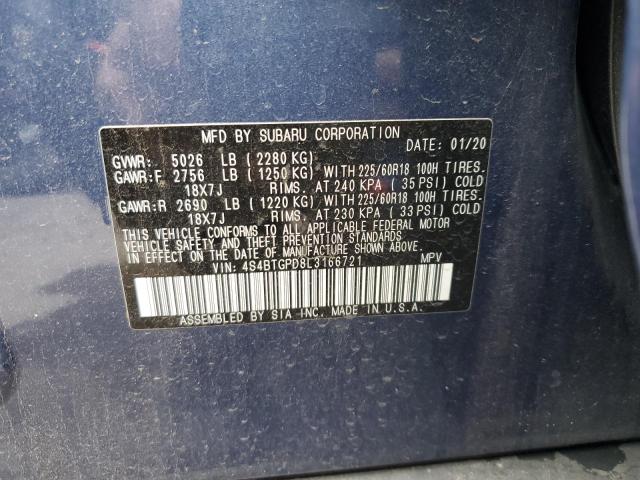 MFD BY SUBARU CORPORATION
DATE: 01/20
GVWR: 5026 LB ( 2280 KG)
GAWR:F 2756 LB ( 1250 KG) WITH 225/60R18 100H TIRES.
18X7J RIMS. AT 240 KPA ( 35 PSI) COLD
GAWR:R 2690 LB ( 1220 KG) WITH 225/60R18 100H TIRES.
18X7J RIMS. AT 230 KPA ( 33 PSI) COLD
THIS VEHICLE CONFORMS TO ALL APPLICABLE FEDERAL MOTOR
VEHICLE SAFETY AND THEFT PREVENTION STANDARDS
IN EFFECT ON THE DATE OF MANUFACTURE SHOWN ABOVE.
VIN: 4S4BTGPD8L3166721 MPV
ASSEMBLED BY SIA INC. MADE IN U.S.A.